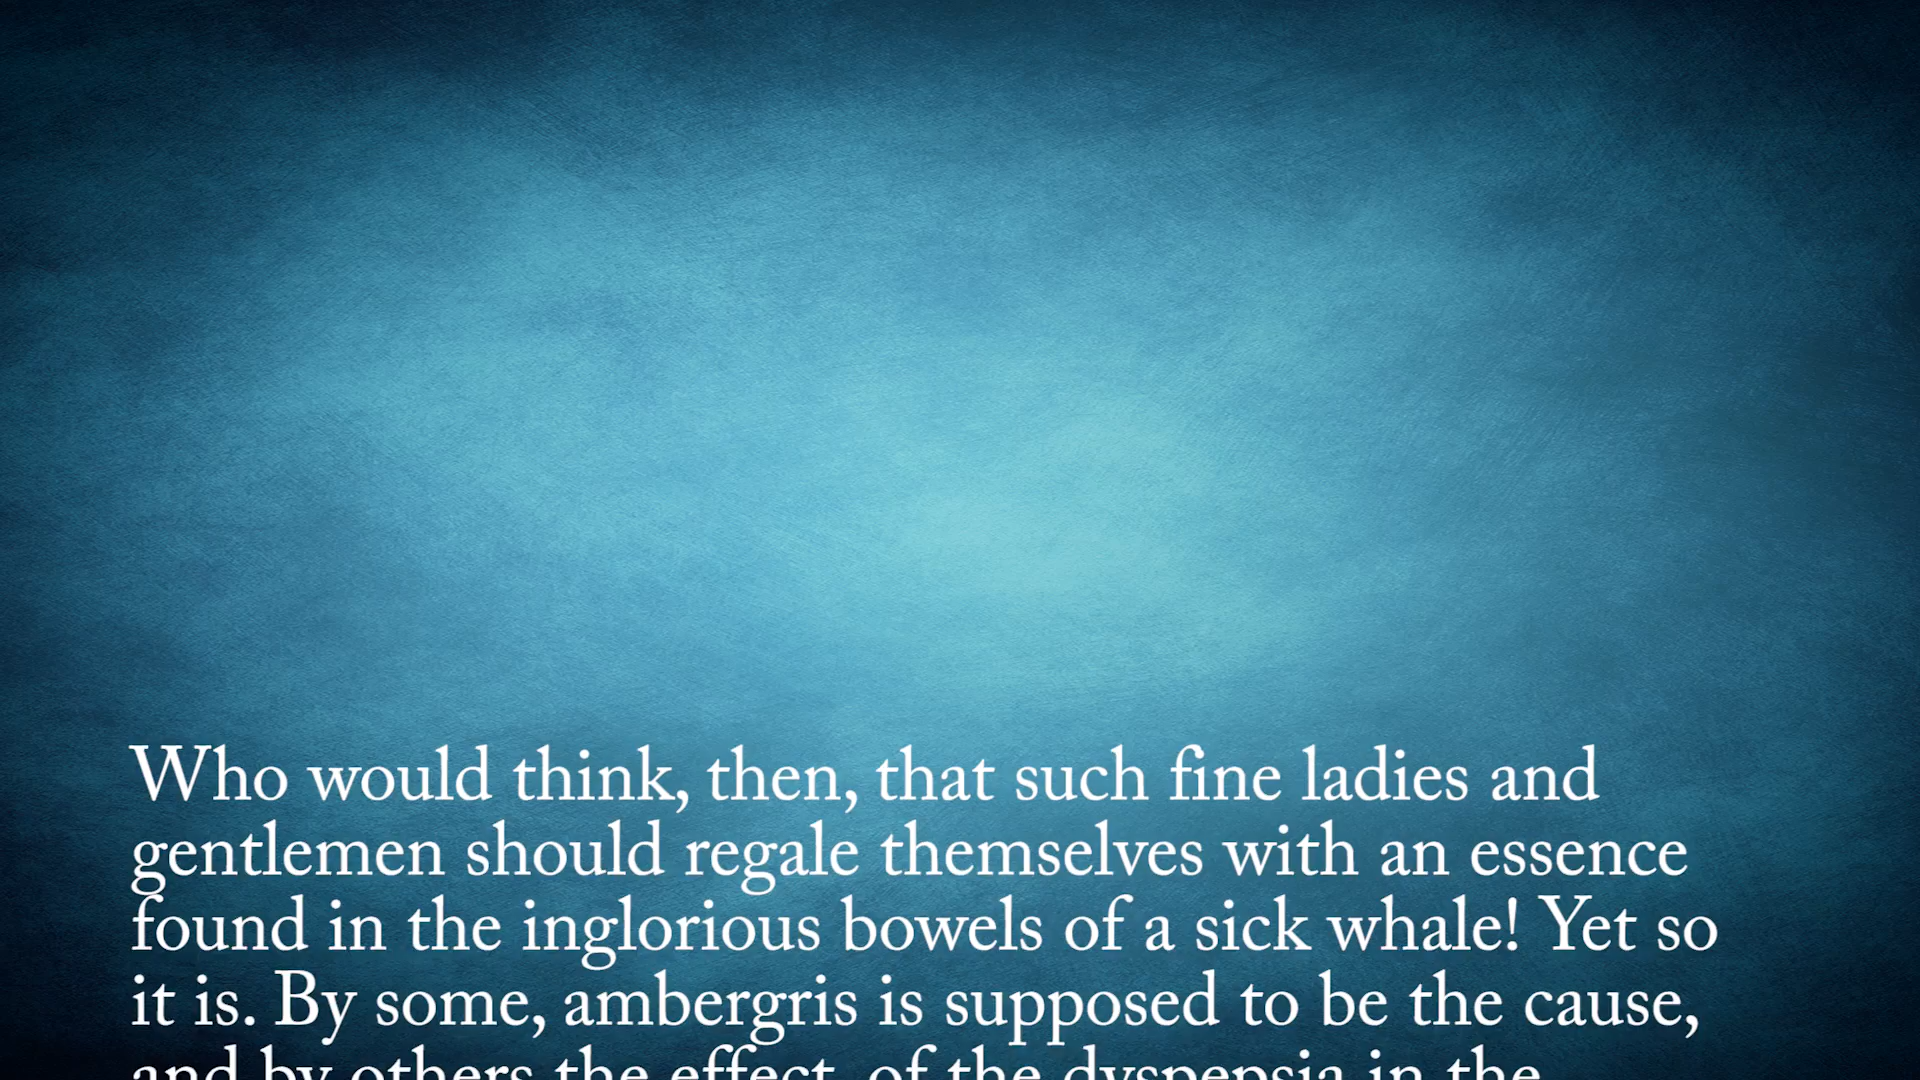 Who would think, then, that such fine ladies and
gentlemen should regale themselves with an essence
found in the inglorious bowels of a sick whale! Yet so
it is. By some, ambergris is supposed to be the cause,
and by others the effect, of the dyspepsia in the